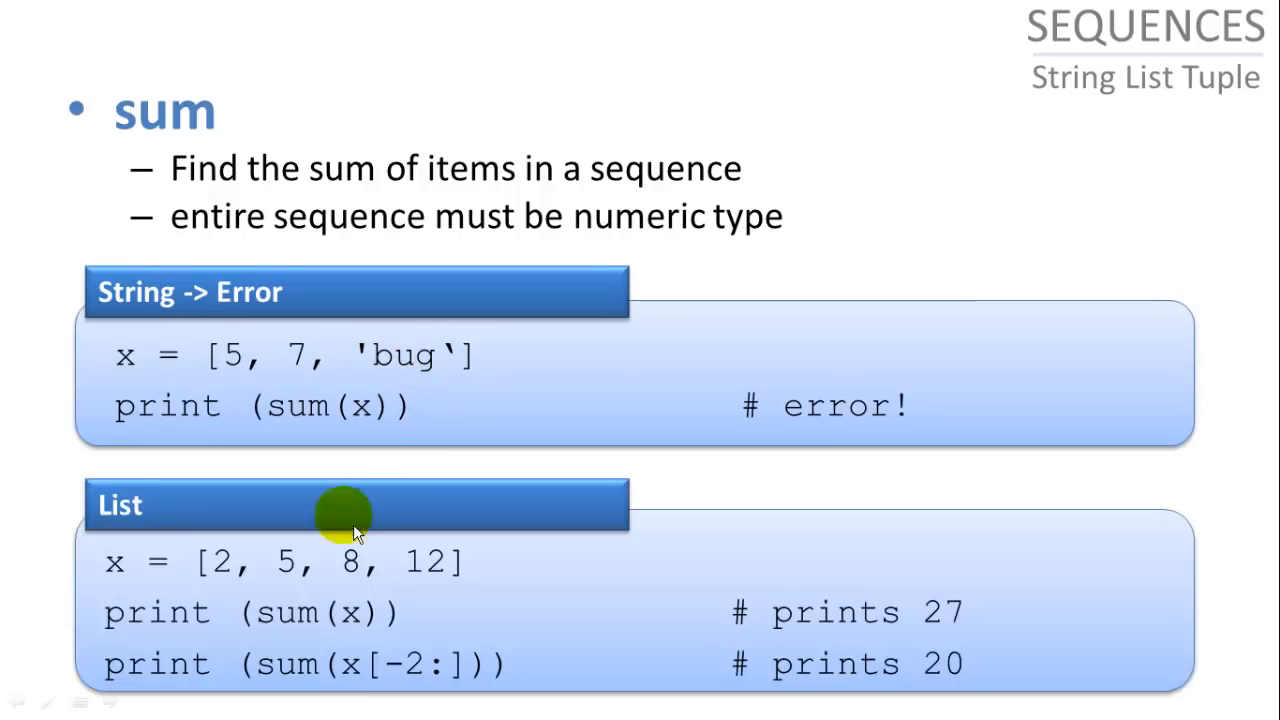 SEQUENCES
String List Tuple
• sum
– Find the sum of items in a sequence
– entire sequence must be numeric type
String -> Error
x = [5, 7, 'bug‘]
print (sum(x)) # error!
List
x = [2, 5, 8, 12]
print (sum(x)) # prints 27
print (sum(x[-2:])) # prints 20